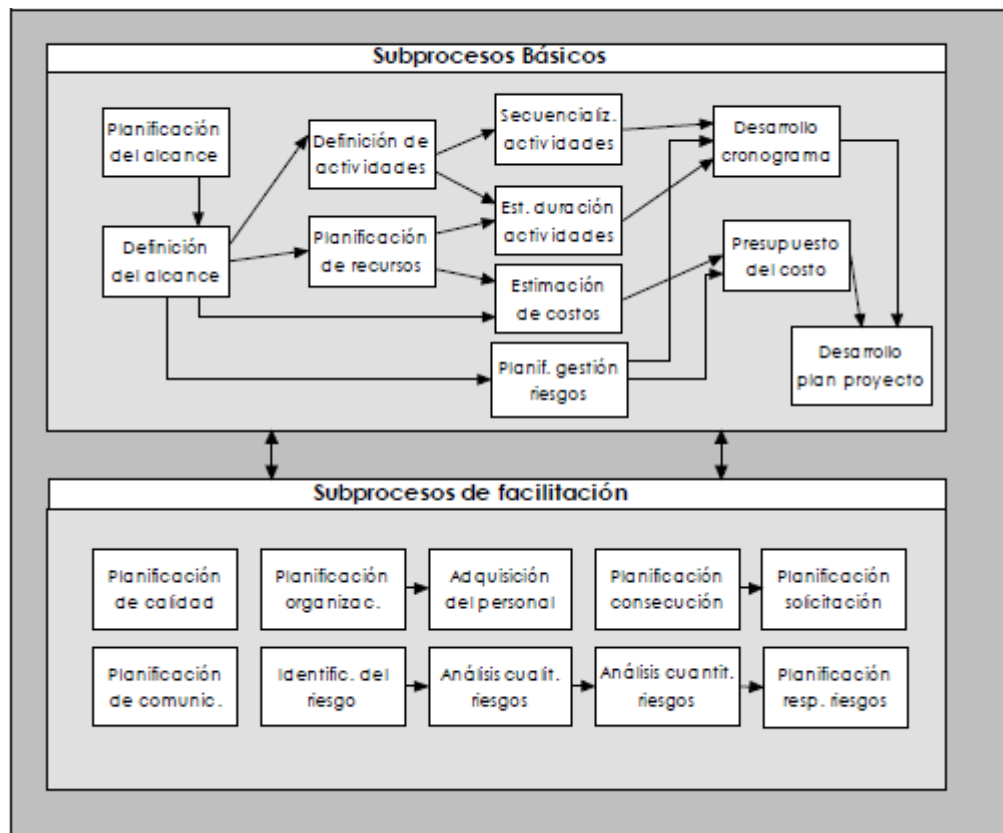 Subprocesos Básicos
Planificación
del alcance
Definición
del alcance
Definición de
actividades
Planificación
de recursos
Secuencializ.
actividades
Est. duración
actividades
Estimación
de costos
Planif. gestión
riesgos
Desarrollo
cronograma
Presupuesto
del costo
Desarrollo
plan proyecto
Subprocesos de facilitación
Planificación
de calidad
Planificación
organizac.
Adquisición
del personal
Planificación
consecución
Planificación
solicitación
Planificación
de comunic.
Identific. del
riesgo
Análisis cualit.
riesgos
Análisis cuantit.
riesgos
Planificación
resp. riesgos